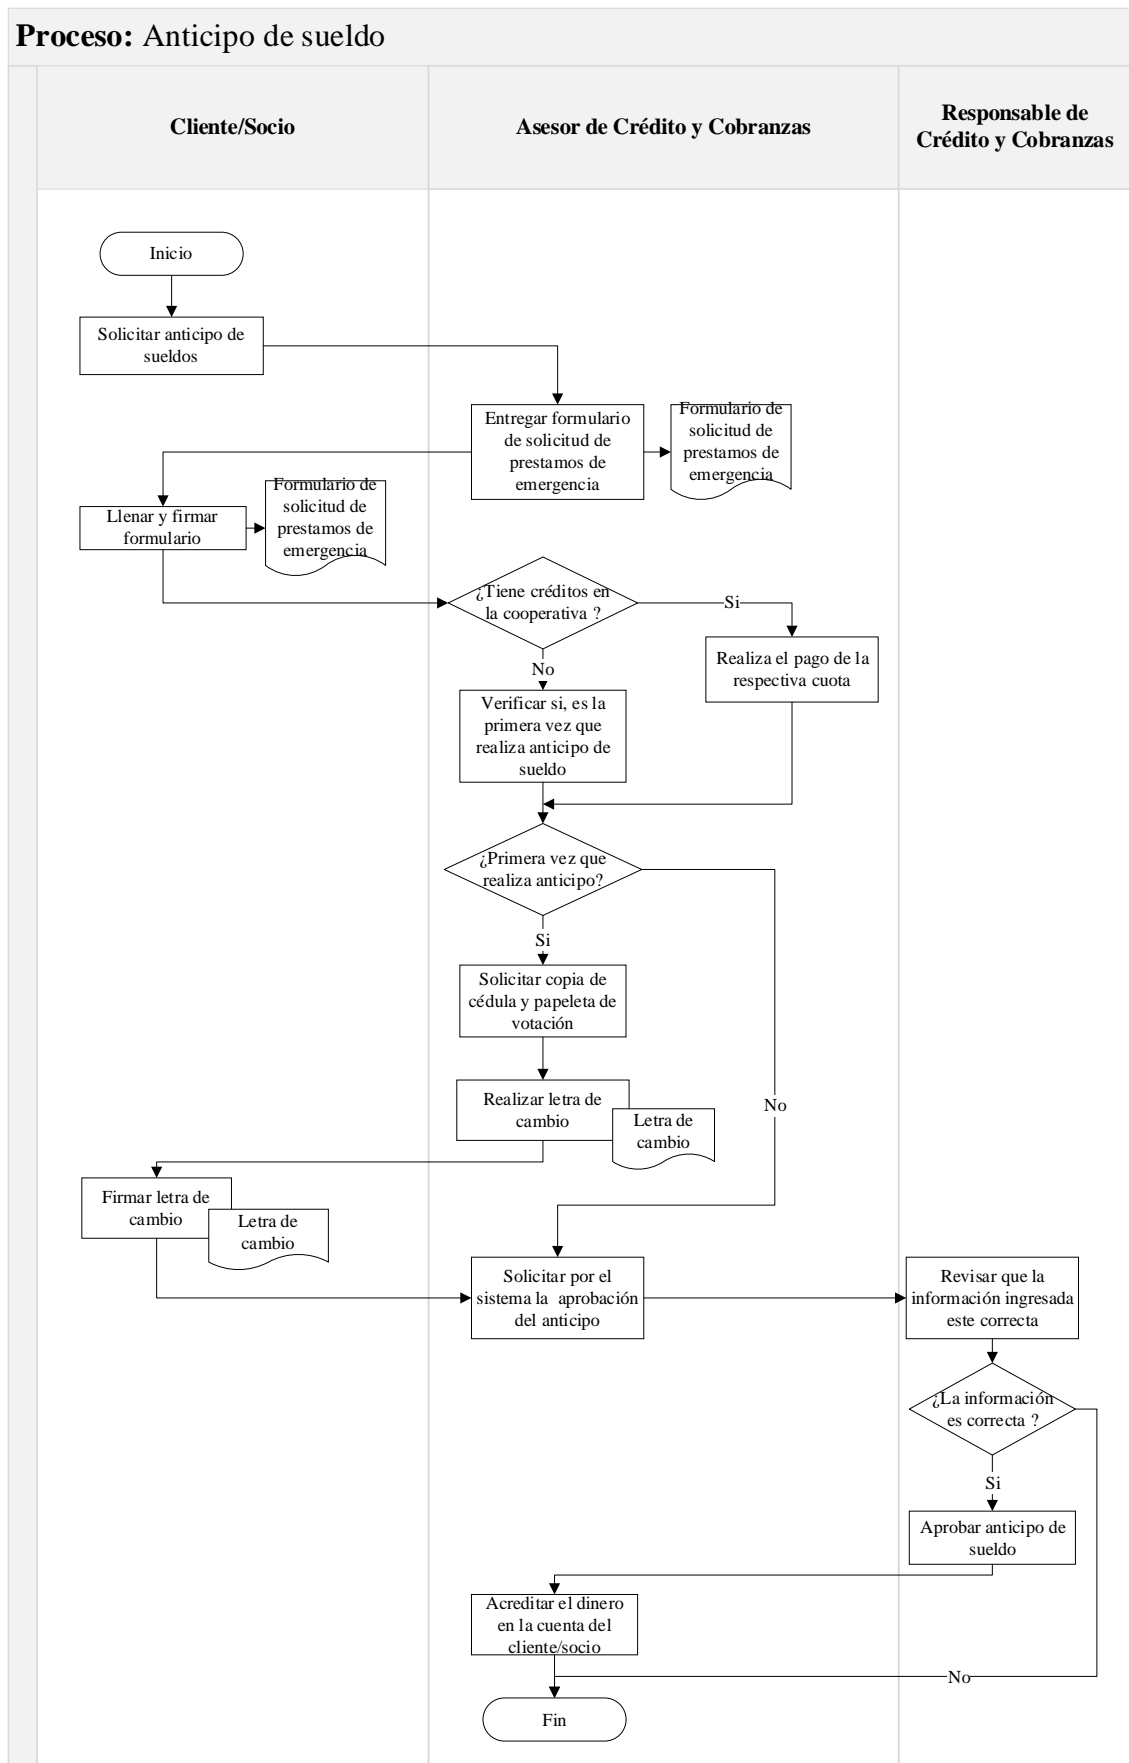 Proceso: Anticipo de sueldo
Cliente/Socio
Asesor de Crédito y Cobranzas
Responsable de
Crédito y Cobranzas
Inicio
Solicitar anticipo de
sueldos
Entregar formulario
de solicitud de
prestamos de
emergencia
Formulario de
solicitud de
prestamos de
emergencia
Llenar y firmar
formulario
Formulario de
solicitud de
prestamos de
emergencia
¿Tiene créditos en
la cooperativa ?
Si
Realiza el pago de la
respectiva cuota
No
Verificar si, es la
primera vez que
realiza anticipo de
sueldo
¿Primera vez que
realiza anticipo?
Si
Solicitar copia de
cédula y papeleta de
votación
No
Realizar letra de
cambio
Letra de
cambio
Firmar letra de
cambio
Letra de
cambio
Solicitar por el
sistema la aprobación
del anticipo
Revisar que la
información ingresada
este correcta
¿La información
es correcta ?
Si
Aprobar anticipo de
sueldo
Acreditar el dinero
en la cuenta del
cliente/socio
No
Fin